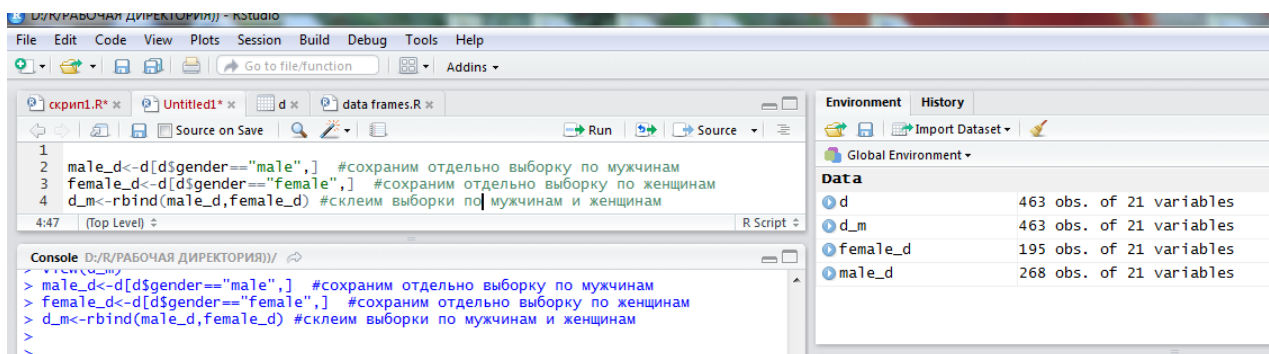 D:/R/РАБОЧАЯ ДИРЕКТОРИЯ)) - RStudio
File Edit Code View Plots Session Build Debug Tools Help
Go to file/function Addins
скрип1.R* Untitled1* d data frames.R
Source on Save Run Source
1
2 male_d<-d[d$gender=="male",] #сохраним отдельно выборку по мужчинам
3 female_d<-d[d$gender=="female",] #сохраним отдельно выборку по женщинам
4 d_m<-rbind(male_d,female_d) #склеим выборки по мужчинам и женщинам
4:47 (Top Level) R Script
Console D:/R/РАБОЧАЯ ДИРЕКТОРИЯ))/
> View(d_m)
> male_d<-d[d$gender=="male",] #сохраним отдельно выборку по мужчинам
> female_d<-d[d$gender=="female",] #сохраним отдельно выборку по женщинам
> d_m<-rbind(male_d,female_d) #склеим выборки по мужчинам и женщинам
>
>
Environment History
Import Dataset
Global Environment
Data
d 463 obs. of 21 variables
d_m 463 obs. of 21 variables
female_d 195 obs. of 21 variables
male_d 268 obs. of 21 variables